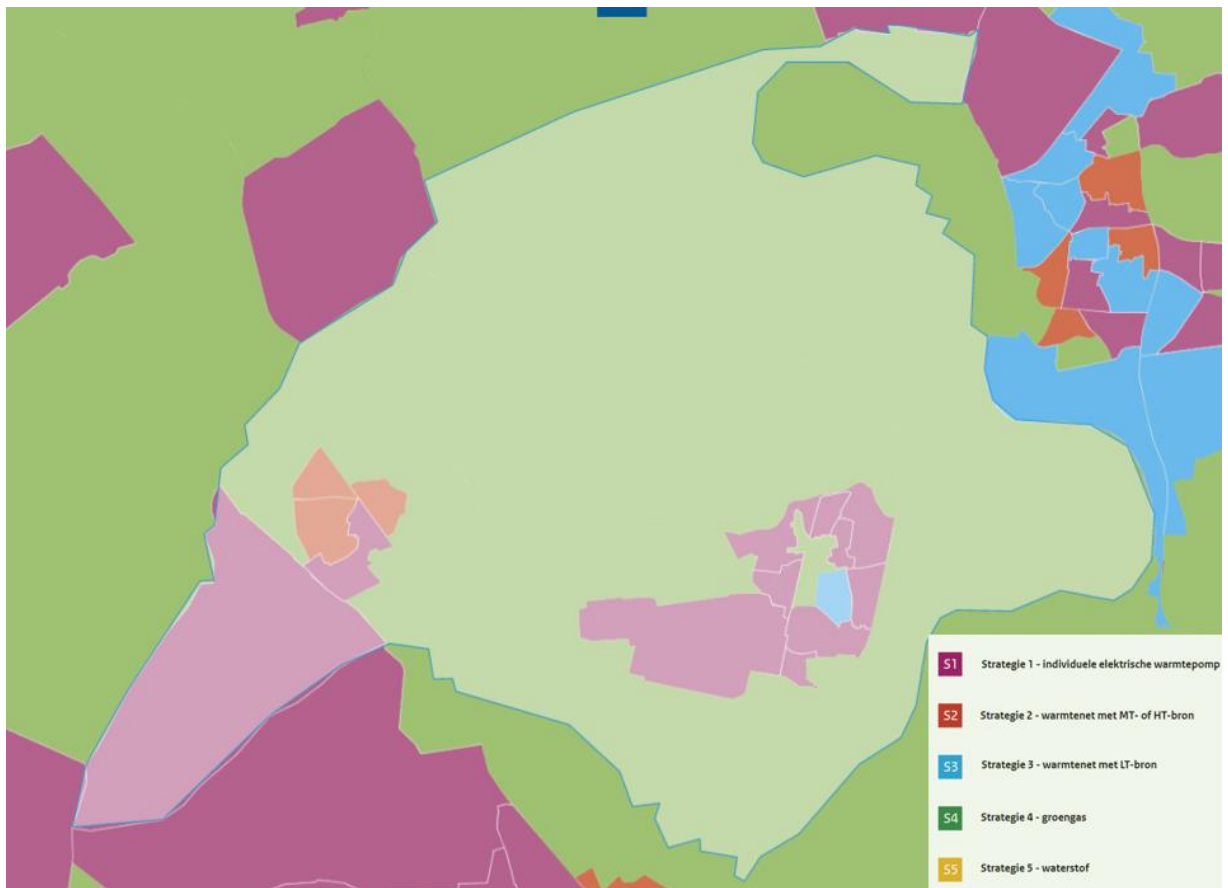 S1 Strategie 1 - individuele elektrische warmtepomp
S2 Strategie 2 - warmtenet met MT- of HT-bron
S3 Strategie 3 - warmtenet met LT-bron
S4 Strategie 4 - groengas
S5 Strategie 5 - waterstof